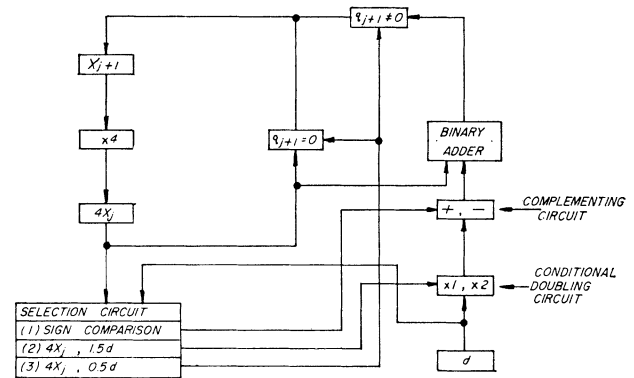 q_{j+1} ≠ 0
X_{j+1}
x4
4X_j
q_{j+1} = 0
BINARY
ADDER
+, −
COMPLEMENTING
CIRCUIT
x1, x2
CONDITIONAL
DOUBLING
CIRCUIT
d
SELECTION CIRCUIT
(1) SIGN COMPARISON
(2) 4X_j, 1.5d
(3) 4X_j, 0.5d